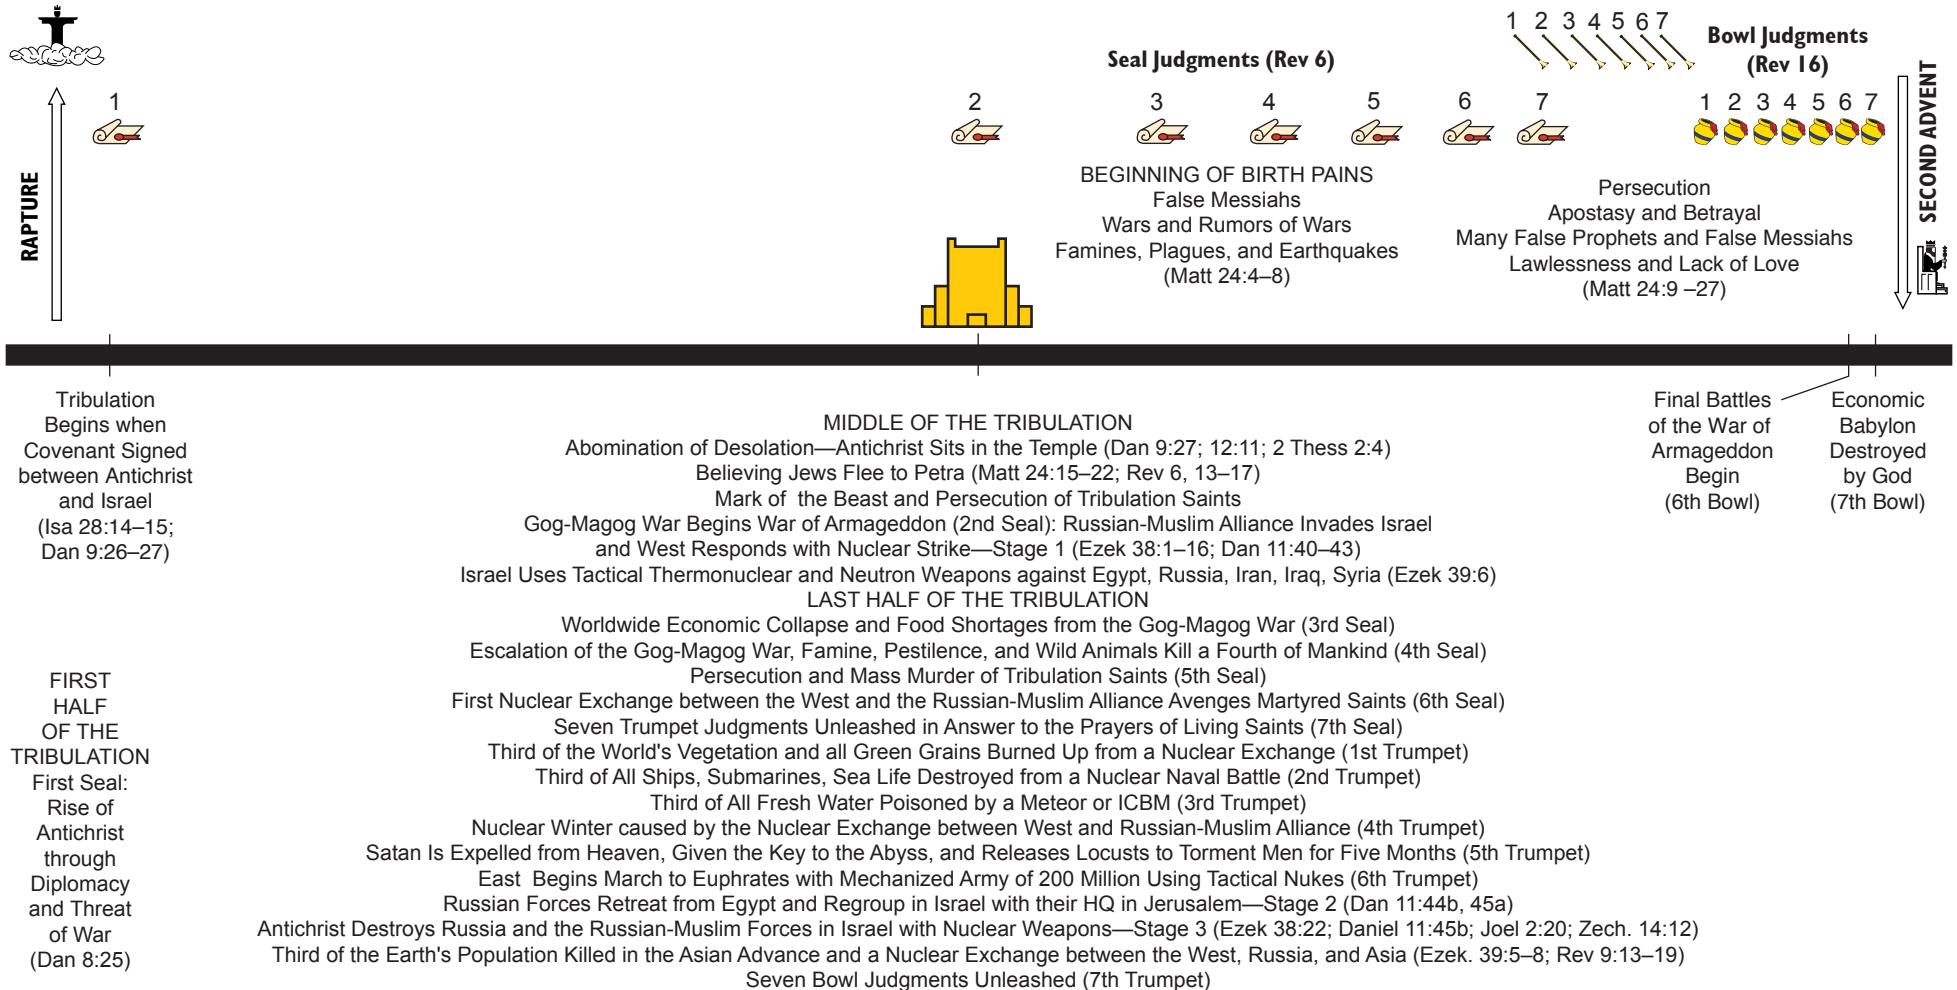 1 2 3 4 5 6 7
Bowl Judgments
(Rev 16)
Seal Judgments (Rev 6)
1
2
3
4
5
6
7
1 2 3 4 5 6 7
RAPTURE
SECOND ADVENT
BEGINNING OF BIRTH PAINS
False Messiahs
Wars and Rumors of Wars
Famines, Plagues, and Earthquakes
(Matt 24:4–8)
Persecution
Apostasy and Betrayal
Many False Prophets and False Messiahs
Lawlessness and Lack of Love
(Matt 24:9 –27)
Tribulation
Begins when
Covenant Signed
between Antichrist
and Israel
(Isa 28:14–15;
Dan 9:26–27)
FIRST
HALF
OF THE
TRIBULATION
First Seal:
Rise of
Antichrist
through
Diplomacy
and Threat
of War
(Dan 8:25)
MIDDLE OF THE TRIBULATION
Abomination of Desolation—Antichrist Sits in the Temple (Dan 9:27; 12:11; 2 Thess 2:4)
Believing Jews Flee to Petra (Matt 24:15–22; Rev 6, 13–17)
Mark of the Beast and Persecution of Tribulation Saints
Gog-Magog War Begins War of Armageddon (2nd Seal): Russian-Muslim Alliance Invades Israel
and West Responds with Nuclear Strike—Stage 1 (Ezek 38:1–16; Dan 11:40–43)
Israel Uses Tactical Thermonuclear and Neutron Weapons against Egypt, Russia, Iran, Iraq, Syria (Ezek 39:6)
LAST HALF OF THE TRIBULATION
Worldwide Economic Collapse and Food Shortages from the Gog-Magog War (3rd Seal)
Escalation of the Gog-Magog War, Famine, Pestilence, and Wild Animals Kill a Fourth of Mankind (4th Seal)
Persecution and Mass Murder of Tribulation Saints (5th Seal)
First Nuclear Exchange between the West and the Russian-Muslim Alliance Avenges Martyred Saints (6th Seal)
Seven Trumpet Judgments Unleashed in Answer to the Prayers of Living Saints (7th Seal)
Third of the World's Vegetation and all Green Grains Burned Up from a Nuclear Exchange (1st Trumpet)
Third of All Ships, Submarines, Sea Life Destroyed from a Nuclear Naval Battle (2nd Trumpet)
Third of All Fresh Water Poisoned by a Meteor or ICBM (3rd Trumpet)
Nuclear Winter caused by the Nuclear Exchange between West and Russian-Muslim Alliance (4th Trumpet)
Satan Is Expelled from Heaven, Given the Key to the Abyss, and Releases Locusts to Torment Men for Five Months (5th Trumpet)
East Begins March to Euphrates with Mechanized Army of 200 Million Using Tactical Nukes (6th Trumpet)
Russian Forces Retreat from Egypt and Regroup in Israel with their HQ in Jerusalem—Stage 2 (Dan 11:44b, 45a)
Antichrist Destroys Russia and the Russian-Muslim Forces in Israel with Nuclear Weapons—Stage 3 (Ezek 38:22; Daniel 11:45b; Joel 2:20; Zech. 14:12)
Third of the Earth's Population Killed in the Asian Advance and a Nuclear Exchange between the West, Russia, and Asia (Ezek. 39:5–8; Rev 9:13–19)
Seven Bowl Judgments Unleashed (7th Trumpet)
Final Battles
of the War of
Armageddon
Begin
(6th Bowl)
Economic
Babylon
Destroyed
by God
(7th Bowl)